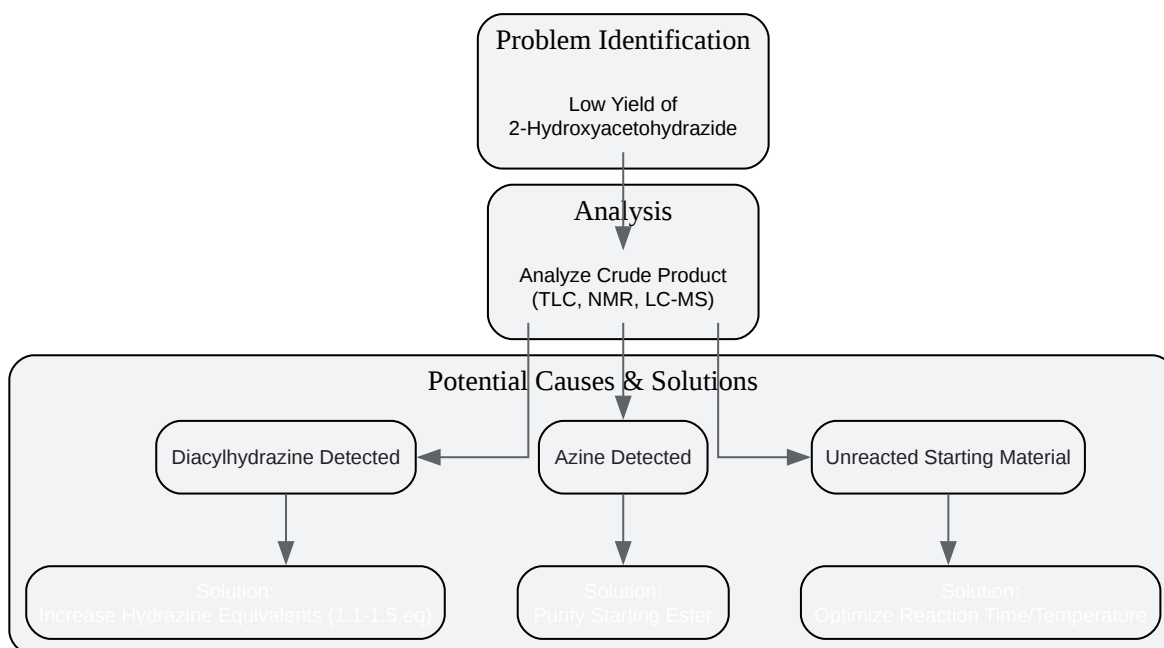 Problem Identification
Low Yield of
2-Hydroxyacetohydrazide
Analysis
Analyze Crude Product
(TLC, NMR, LC-MS)
Potential Causes & Solutions
Diacylhydrazine Detected
Azine Detected
Unreacted Starting Material
Solution:
Increase Hydrazine Equivalents (1.1-1.5 eq)
Solution:
Purify Starting Ester
Solution:
Optimize Reaction Time/Temperature